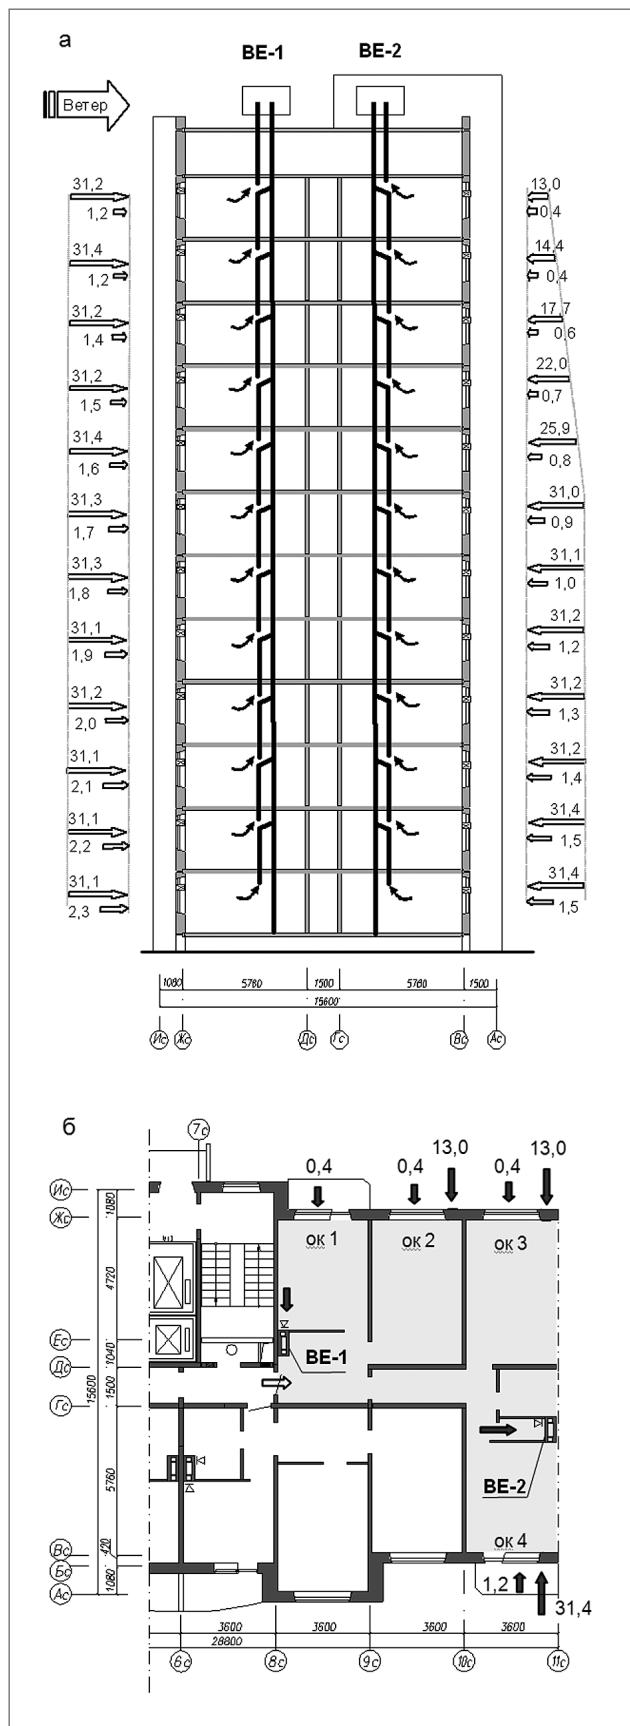 а
ВЕ-1 ВЕ-2
Ветер
31,2 13,0
1,2 0,4
31,4 14,4
1,2 0,4
31,2 17,7
1,4 0,6
31,2 22,0
1,5 0,7
31,4 25,9
1,6 0,8
31,3 31,0
1,7 0,9
31,3 31,1
1,8 1,0
31,1 31,2
1,9 1,2
31,2 31,2
2,0 1,3
31,1 31,2
2,1 1,4
31,1 31,4
2,2 1,5
31,1 31,4
2,3 1,5
1080 5760 1500 5760 1500
15600
Ис Жс Дс Гс Вс Ас
б
7с
0,4 0,4 13,0 0,4 13,0
Ис
1080
Жс
ок 1 ок 2 ок 3
4720
Ес
1040
ВЕ-1
Дс
15600
1500
Гс
5760
ВЕ-2
Вс
420
ок 4
Бс
1080
1,2
Ас
31,4
3600 3600 3600 3600
28800
6с 8с 9с 10с 11с